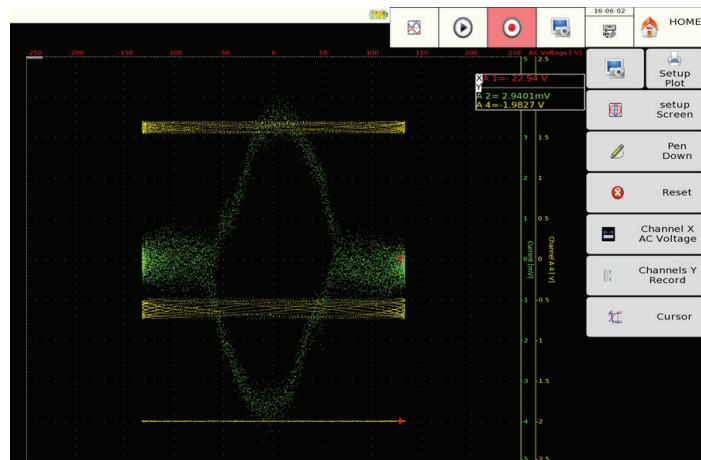 16:06:02
HOME
-250
-200
-150
-100
-50
0
50
100
150
200
250
AC Voltage [ V]
5
2.5
X
A 1=- 22.94 V
Y
A 2= 2.9401mV
A 4=-1.9827 V
3
1.5
2
1
1
0.5
0
0
-1
-0.5
-2
-1
-3
-1.5
-4
-2
-5
-2.5
Current [mV]
Channel A 4 [ V]
Setup
Plot
setup
Screen
Pen
Down
Reset
Channel X
AC Voltage
Channels Y
Record
Cursor